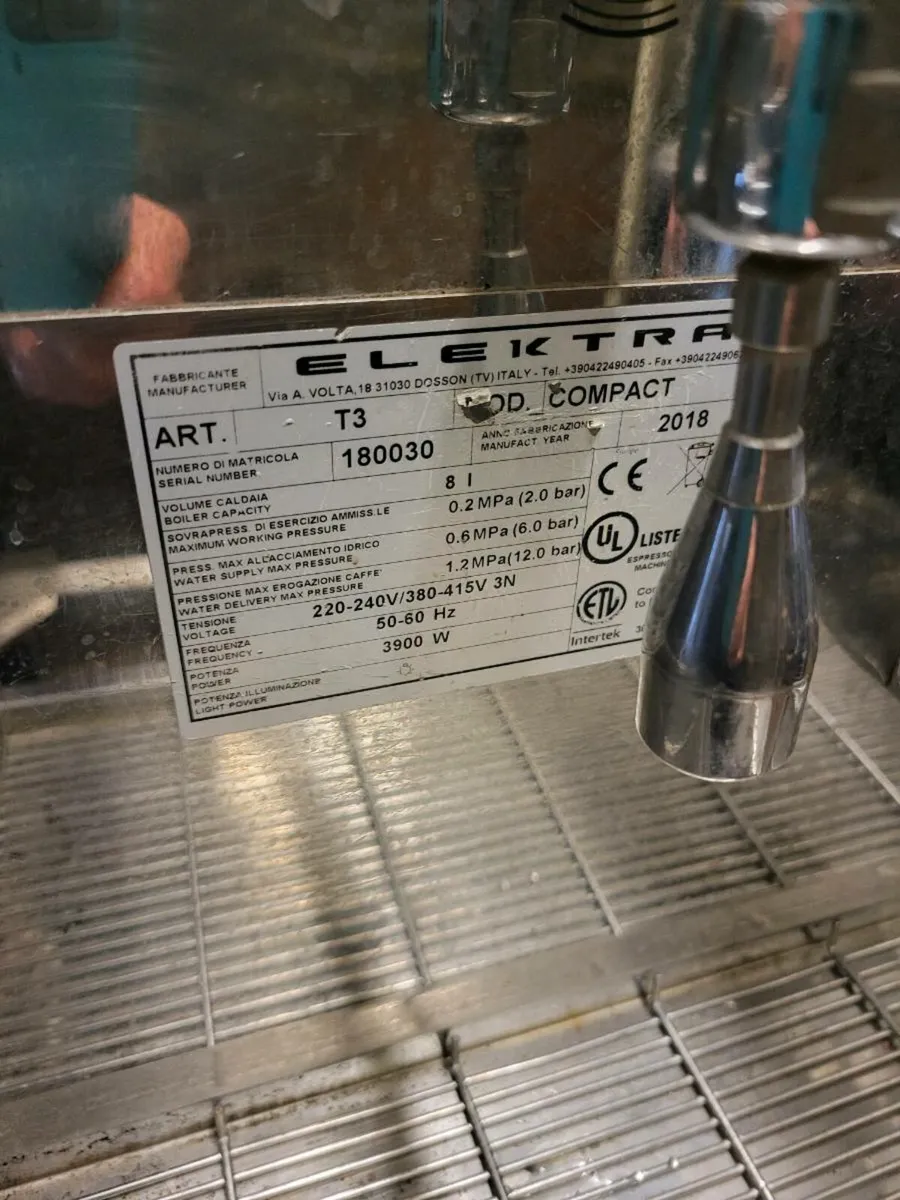 FABBRICANTE
MANUFACTURER
ELEKTRA
Via A. VOLTA,18 31030 DOSSON (TV) ITALY - Tel. +390422490405 - Fax
ART. T3 MOD. COMPACT
NUMERO DI MATRICOLA
SERIAL NUMBER
180030
ANNO FABBRICAZIONE
MANUFACT. YEAR
2018
VOLUME CALDAIA
BOILER CAPACITY
8 l
SOVRAPRESS. DI ESERCIZIO AMMISS.LE
MAXIMUM WORKING PRESSURE
0.2 MPa (2.0 bar)
PRESS. MAX ALL'ACCIAMENTO IDRICO
WATER SUPPLY MAX PRESSURE
0.6 MPa (6.0 bar)
PRESSIONE MAX EROGAZIONE CAFFE'
WATER DELIVERY MAX PRESSURE
1.2 MPa(12.0 bar)
TENSIONE
VOLTAGE
220-240V/380-415V 3N
FREQUENZA
FREQUENCY
50-60 Hz
POTENZA
POWER
3900 W
POTENZA ILLUMINAZIONE
LIGHT POWER
CE
UL
ESPRESSO
ETL
Intertek